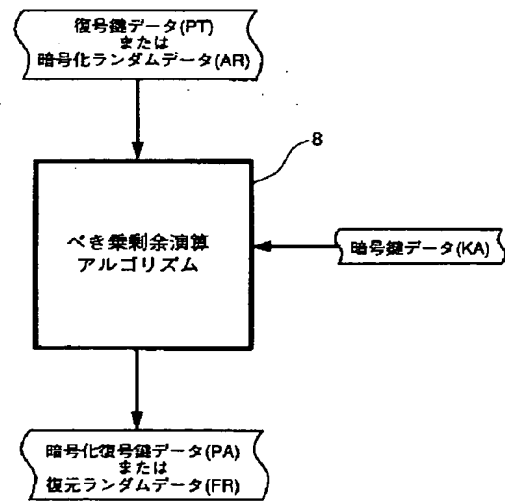 復号鍵データ(PT)
または
暗号化ランダムデータ(AR)
8
べき乗剰余演算
アルゴリズム
暗号鍵データ(KA)
暗号化復号鍵データ(PA)
または
復元ランダムデータ(FR)